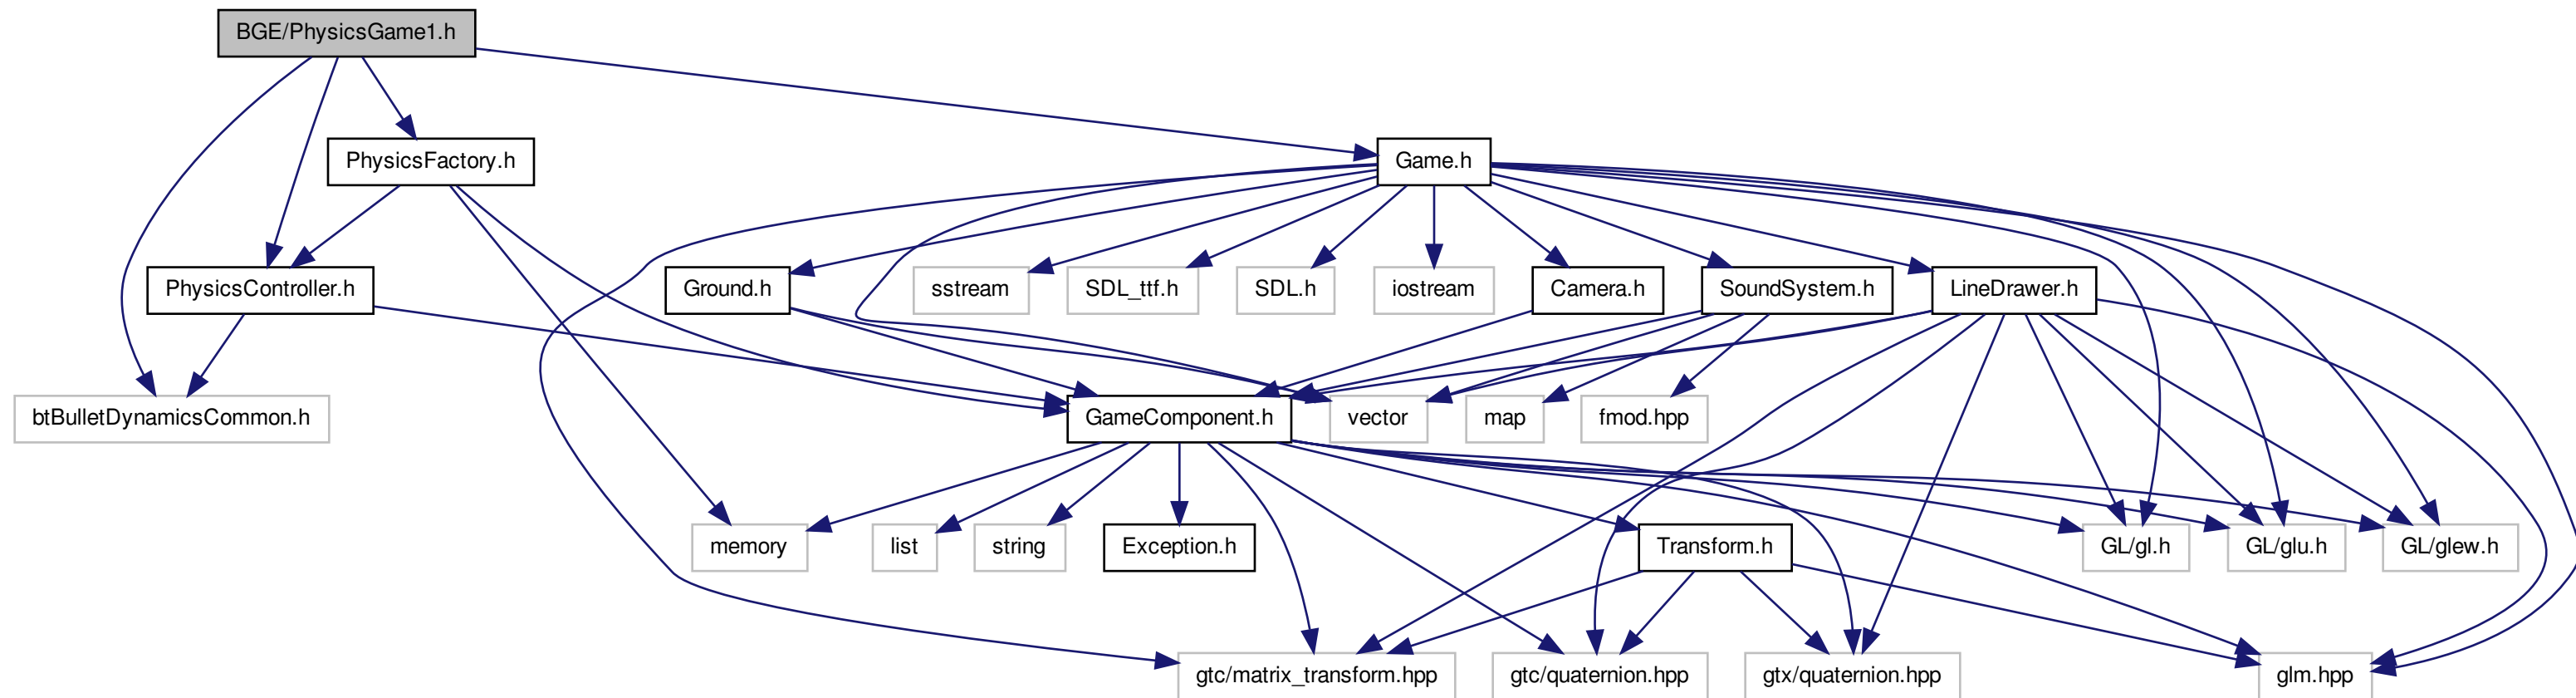 BGE/PhysicsGame1.h
PhysicsFactory.h
Game.h
PhysicsController.h
Ground.h
sstream
SDL_ttf.h
SDL.h
iostream
Camera.h
SoundSystem.h
LineDrawer.h
btBulletDynamicsCommon.h
GameComponent.h
vector
map
fmod.hpp
memory
list
string
Exception.h
Transform.h
GL/gl.h
GL/glu.h
GL/glew.h
gtc/matrix_transform.hpp
gtc/quaternion.hpp
gtx/quaternion.hpp
glm.hpp